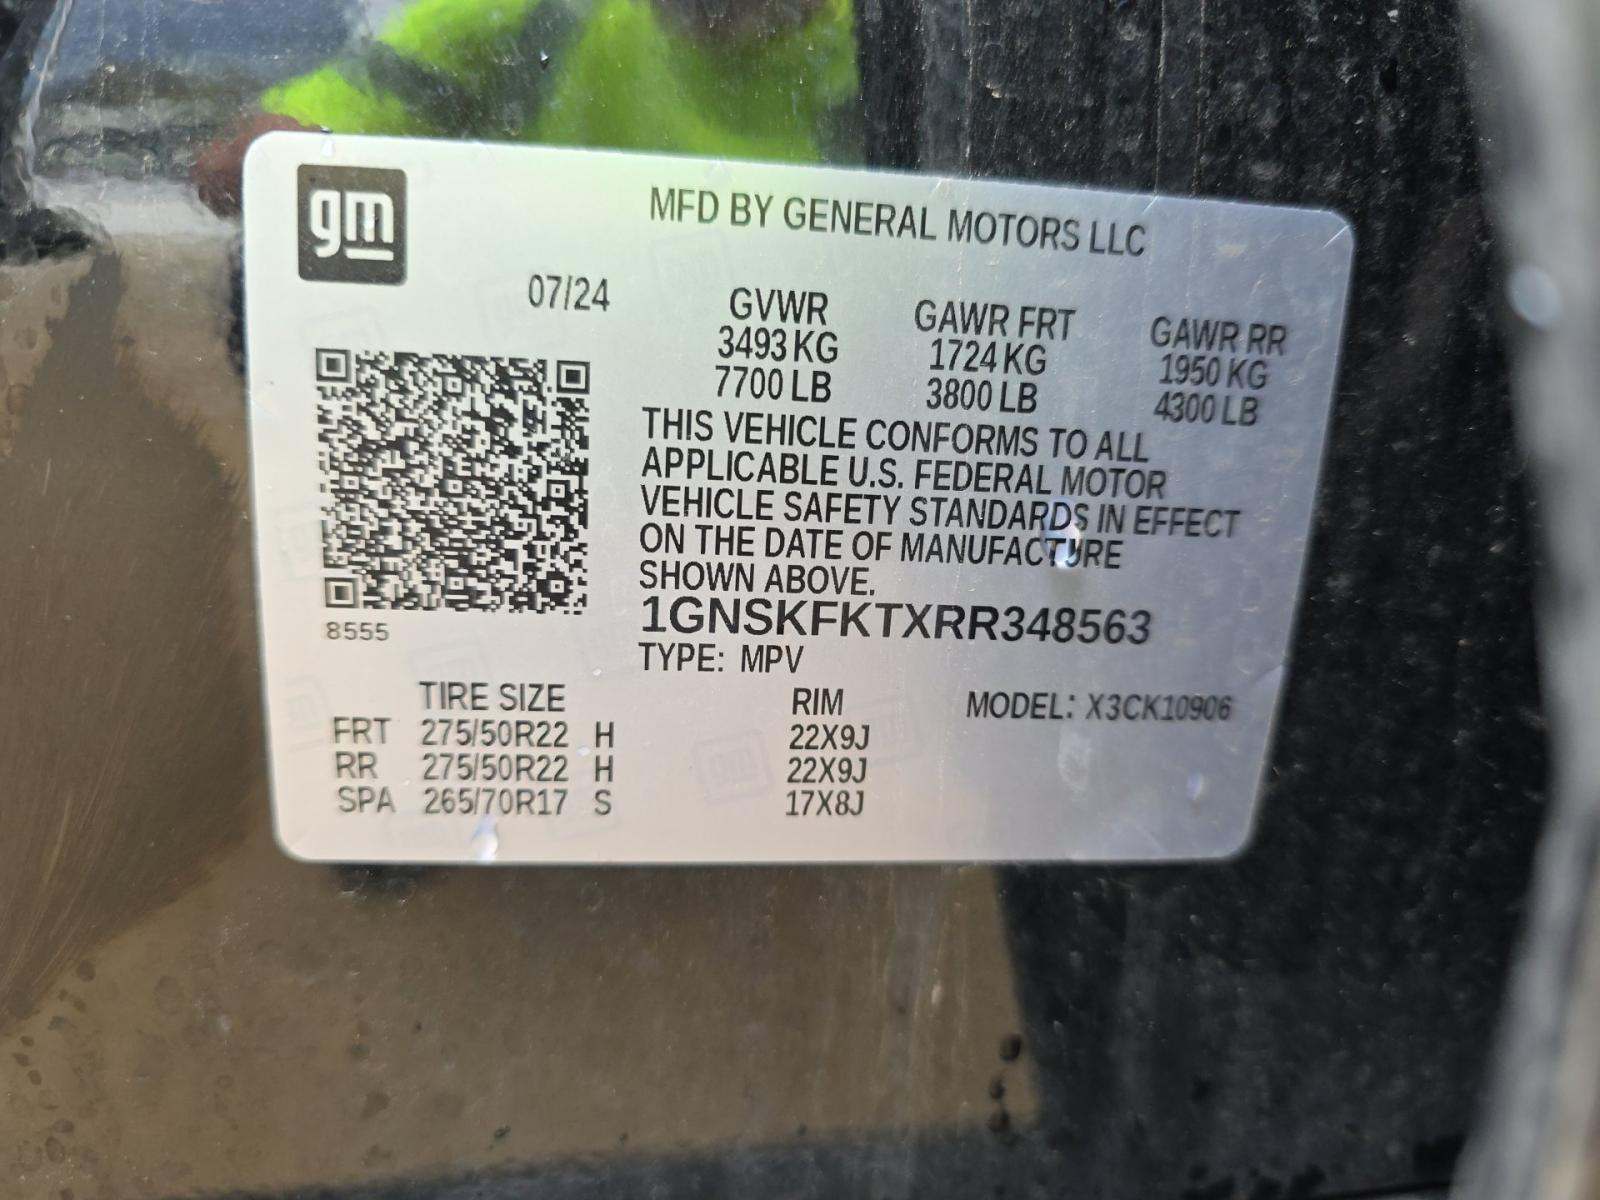 gm
MFD BY GENERAL MOTORS LLC
07/24
GVWR GAWR FRT GAWR RR
3493 KG 1724 KG 1950 KG
7700 LB 3800 LB 4300 LB
THIS VEHICLE CONFORMS TO ALL
APPLICABLE U.S. FEDERAL MOTOR
VEHICLE SAFETY STANDARDS IN EFFECT
ON THE DATE OF MANUFACTURE
SHOWN ABOVE.
1GNSKFKTXRR348563
8555
TYPE: MPV
TIRE SIZE RIM MODEL: X3CK10906
FRT 275/50R22 H 22X9J
RR 275/50R22 H 22X9J
SPA 265/70R17 S 17X8J